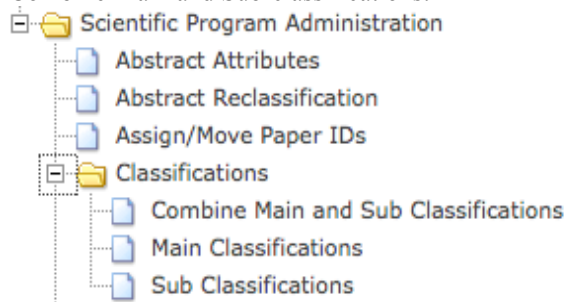 Scientific Program Administration
Abstract Attributes
Abstract Reclassification
Assign/Move Paper IDs
Classifications
Combine Main and Sub Classifications
Main Classifications
Sub Classifications